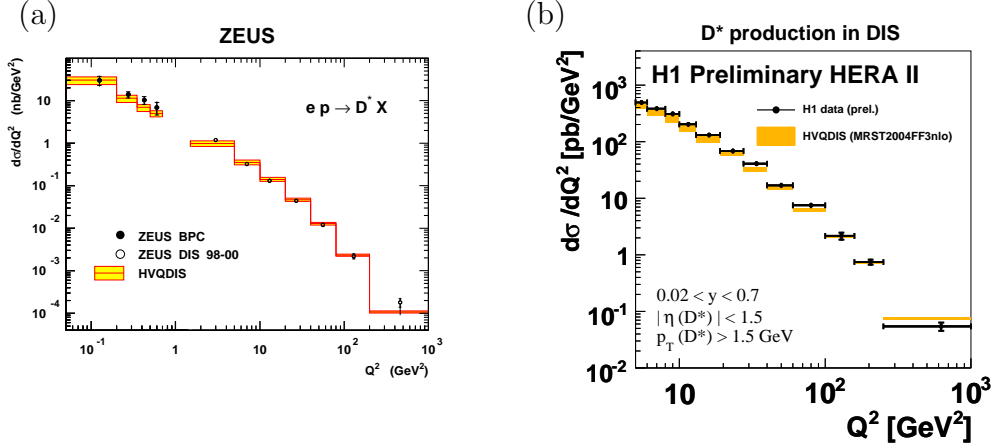 (a)
ZEUS
dσ/dQ² (nb/GeV²)
10
1
10⁻¹
10⁻²
10⁻³
10⁻⁴
e p → D* X
ZEUS BPC
ZEUS DIS 98-00
HVQDIS
10⁻¹ 1 10 10² 10³
Q² (GeV²)
(b)
D* production in DIS
dσ/dQ² [pb/GeV²]
10³
10²
10
1
10⁻¹
10⁻²
H1 Preliminary HERA II
H1 data (prel.)
HVQDIS (MRST2004FF3nlo)
0.02 < y < 0.7
| η (D*) | < 1.5
p_T (D*) > 1.5 GeV
10 10² 10³
Q² [GeV²]